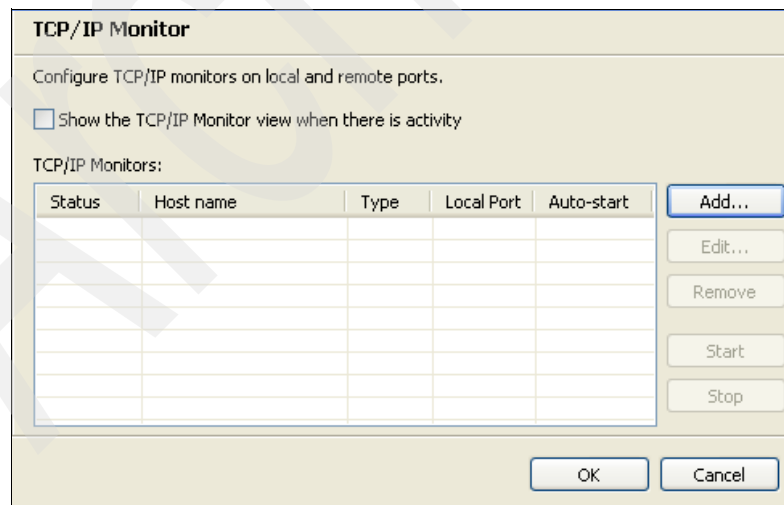 TCP/IP Monitor
Configure TCP/IP monitors on local and remote ports.
Show the TCP/IP Monitor view when there is activity
TCP/IP Monitors:
Status Host name Type Local Port Auto-start
Add...
Edit...
Remove
Start
Stop
OK Cancel